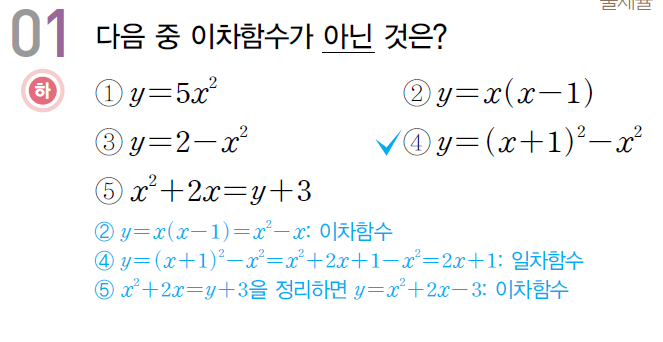 출제율
01 다음 중 이차함수가 아닌 것은?
하
① y=5x² ② y=x(x-1)
③ y=2-x² ④ y=(x+1)²-x²
⑤ x²+2x=y+3
② y=x(x-1)=x²-x: 이차함수
④ y=(x+1)²-x²=x²+2x+1-x²=2x+1: 일차함수
⑤ x²+2x=y+3을 정리하면 y=x²+2x-3: 이차함수